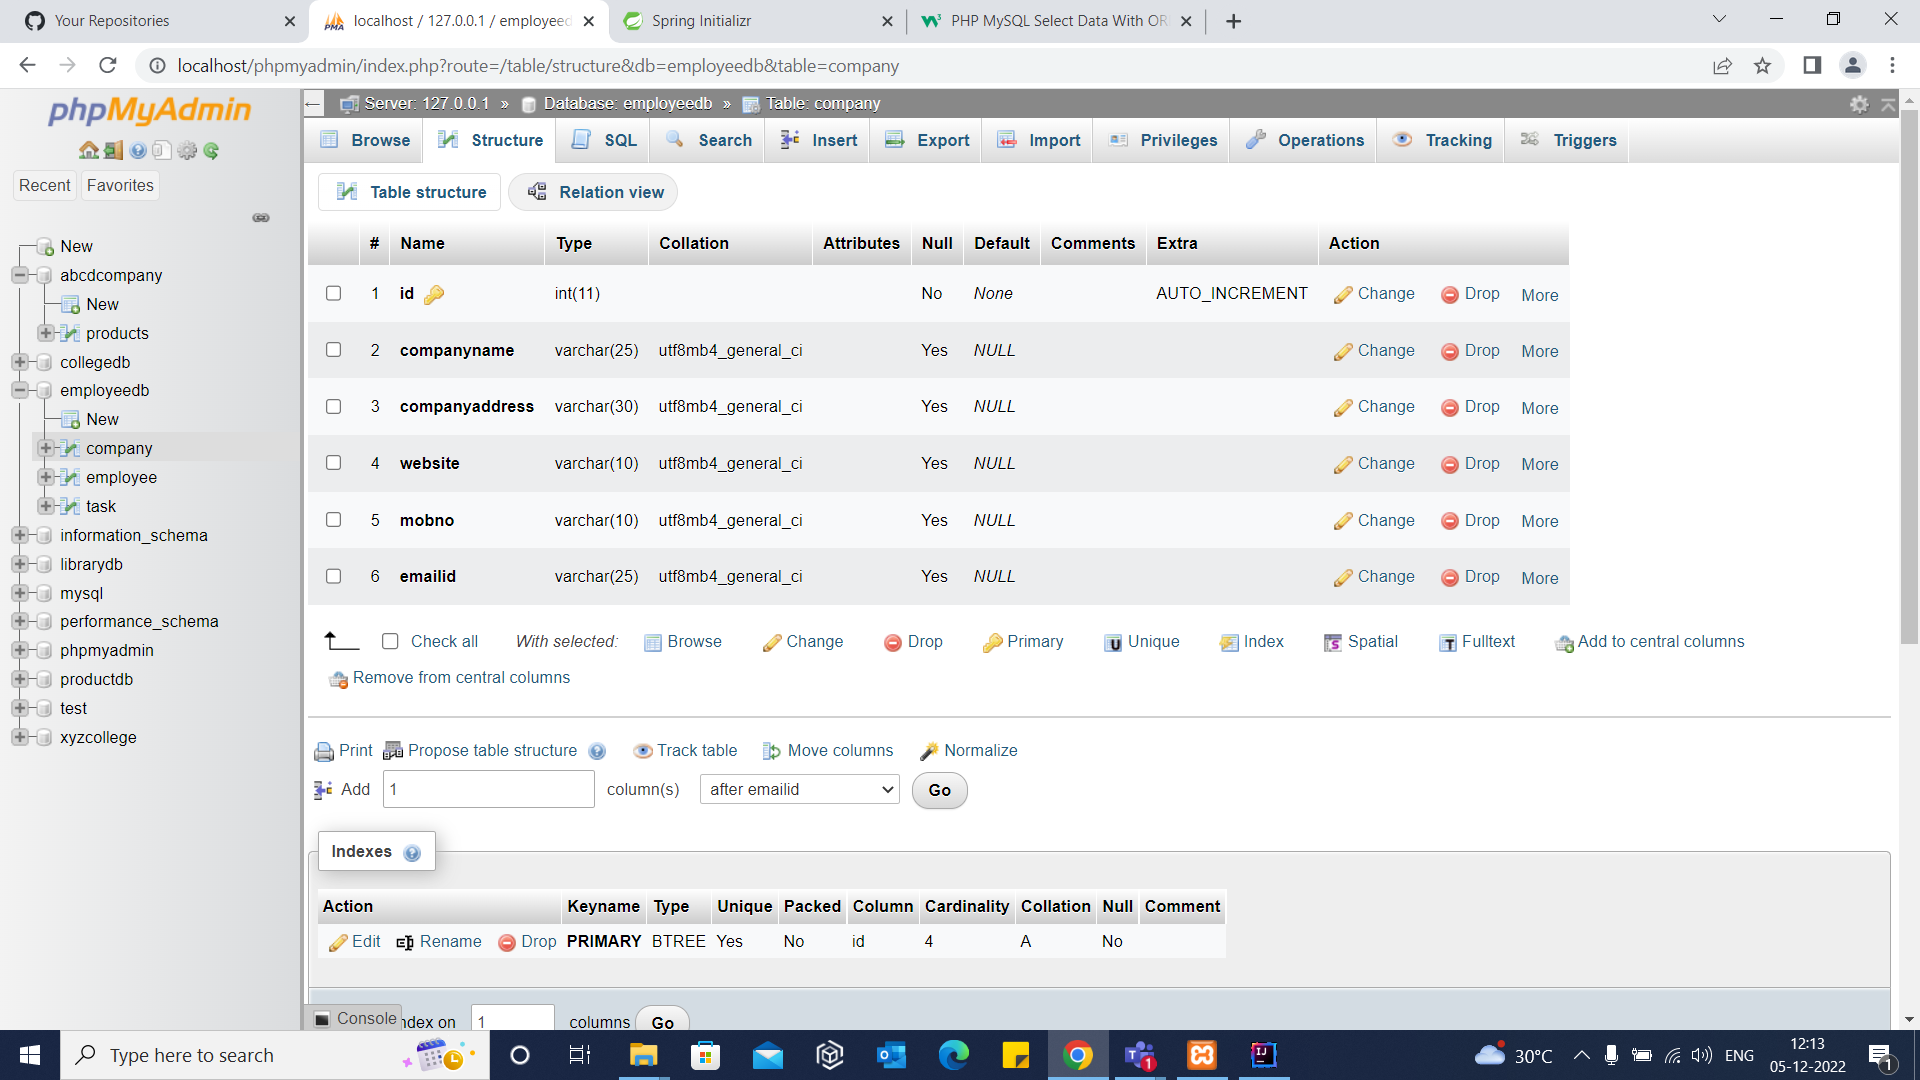 Your Repositories
localhost / 127.0.0.1 / employeed
Spring Initializr
PHP MySQL Select Data With OR
localhost/phpmyadmin/index.php?route=/table/structure&db=employeedb&table=company
phpMyAdmin
Recent Favorites
New
abcdcompany
New
products
collegedb
employeedb
New
company
employee
task
information_schema
librarydb
mysql
performance_schema
phpmyadmin
productdb
test
xyzcollege
Server: 127.0.0.1 » Database: employeedb » Table: company
Browse Structure SQL Search Insert Export Import Privileges Operations Tracking Triggers
Table structure Relation view
# Name Type Collation Attributes Null Default Comments Extra Action
1 id int(11) No None AUTO_INCREMENT Change Drop More
2 companyname varchar(25) utf8mb4_general_ci Yes NULL Change Drop More
3 companyaddress varchar(30) utf8mb4_general_ci Yes NULL Change Drop More
4 website varchar(10) utf8mb4_general_ci Yes NULL Change Drop More
5 mobno varchar(10) utf8mb4_general_ci Yes NULL Change Drop More
6 emailid varchar(25) utf8mb4_general_ci Yes NULL Change Drop More
Check all With selected: Browse Change Drop Primary Unique Index Spatial Fulltext Add to central columns
Remove from central columns
Print Propose table structure Track table Move columns Normalize
Add 1 column(s) after emailid Go
Indexes
Action Keyname Type Unique Packed Column Cardinality Collation Null Comment
Edit Rename Drop PRIMARY BTREE Yes No id 4 A No
Console ndex on 1 columns Go
Type here to search
1
30°C ENG
12:13
05-12-2022
1